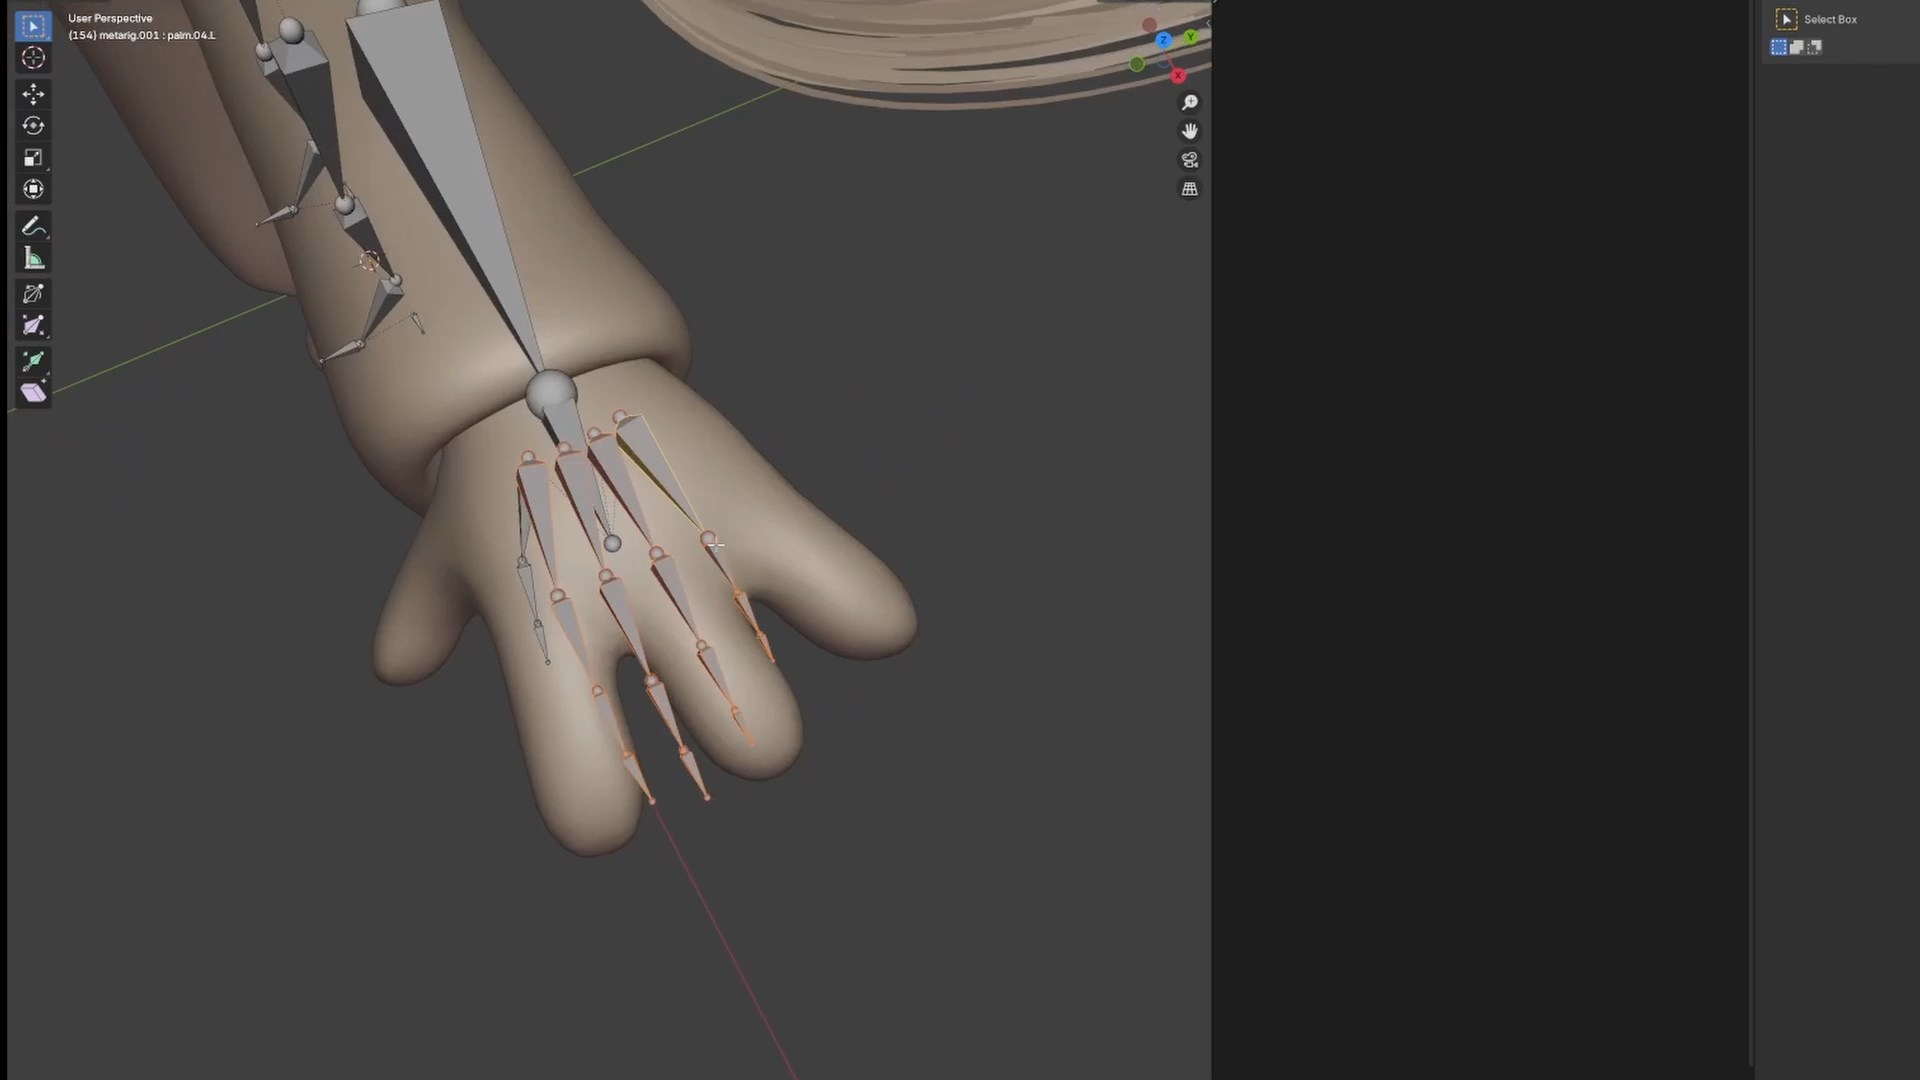 User Perspective
(154) metarig.001 : palm.04.L
Select Box
Z
Y
X